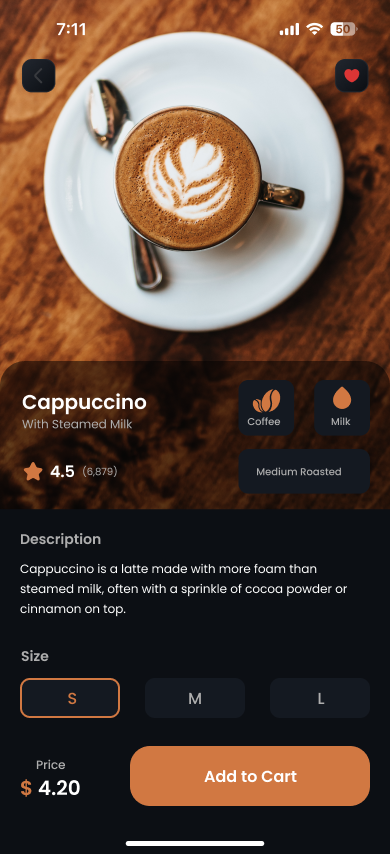 7:11
50
Cappuccino
With Steamed Milk
Coffee
Milk
4.5 (6,879)
Medium Roasted
Description
Cappuccino is a latte made with more foam than
steamed milk, often with a sprinkle of cocoa powder or
cinnamon on top.
Size
S
M
L
Price
$ 4.20
Add to Cart